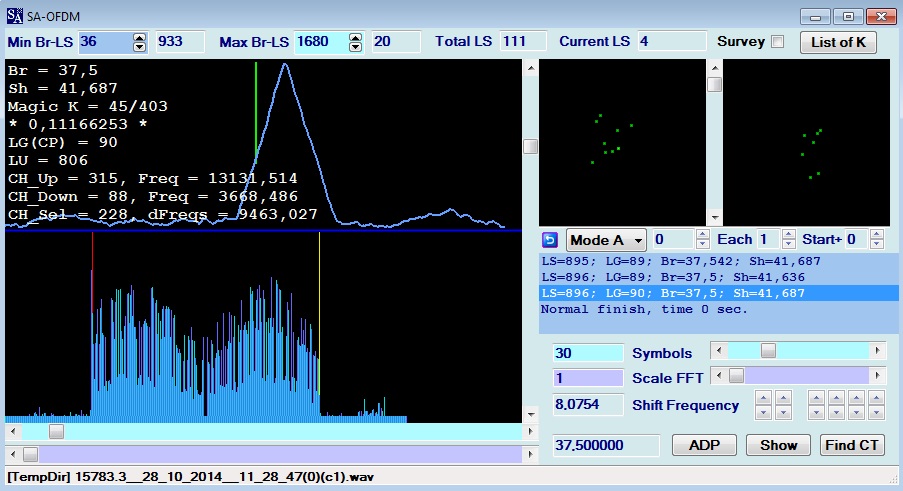 SA-OFDM
Min Br-LS 36 933 Max Br-LS 1680 20 Total LS 111 Current LS 4 Survey List of K
Br = 37,5
Sh = 41,687
Magic K = 45/403
* 0,11166253 *
LG(CP) = 90
LU = 806
CH_Up = 315, Freq = 13131,514
CH_Down = 88, Freq = 3668,486
CH_Sel = 228, dFreqs = 9463,027
Mode A 0 Each 1 Start+ 0
LS=895; LG=89; Br=37,542; Sh=41,687
LS=896; LG=89; Br=37,5; Sh=41,636
LS=896; LG=90; Br=37,5; Sh=41,687
Normal finish, time 0 sec.
30 Symbols
1 Scale FFT
8,0754 Shift Frequency
37,500000 ADP Show Find CT
[TempDir] 15783.3__28_10_2014__11_28_47(0)(c1).wav